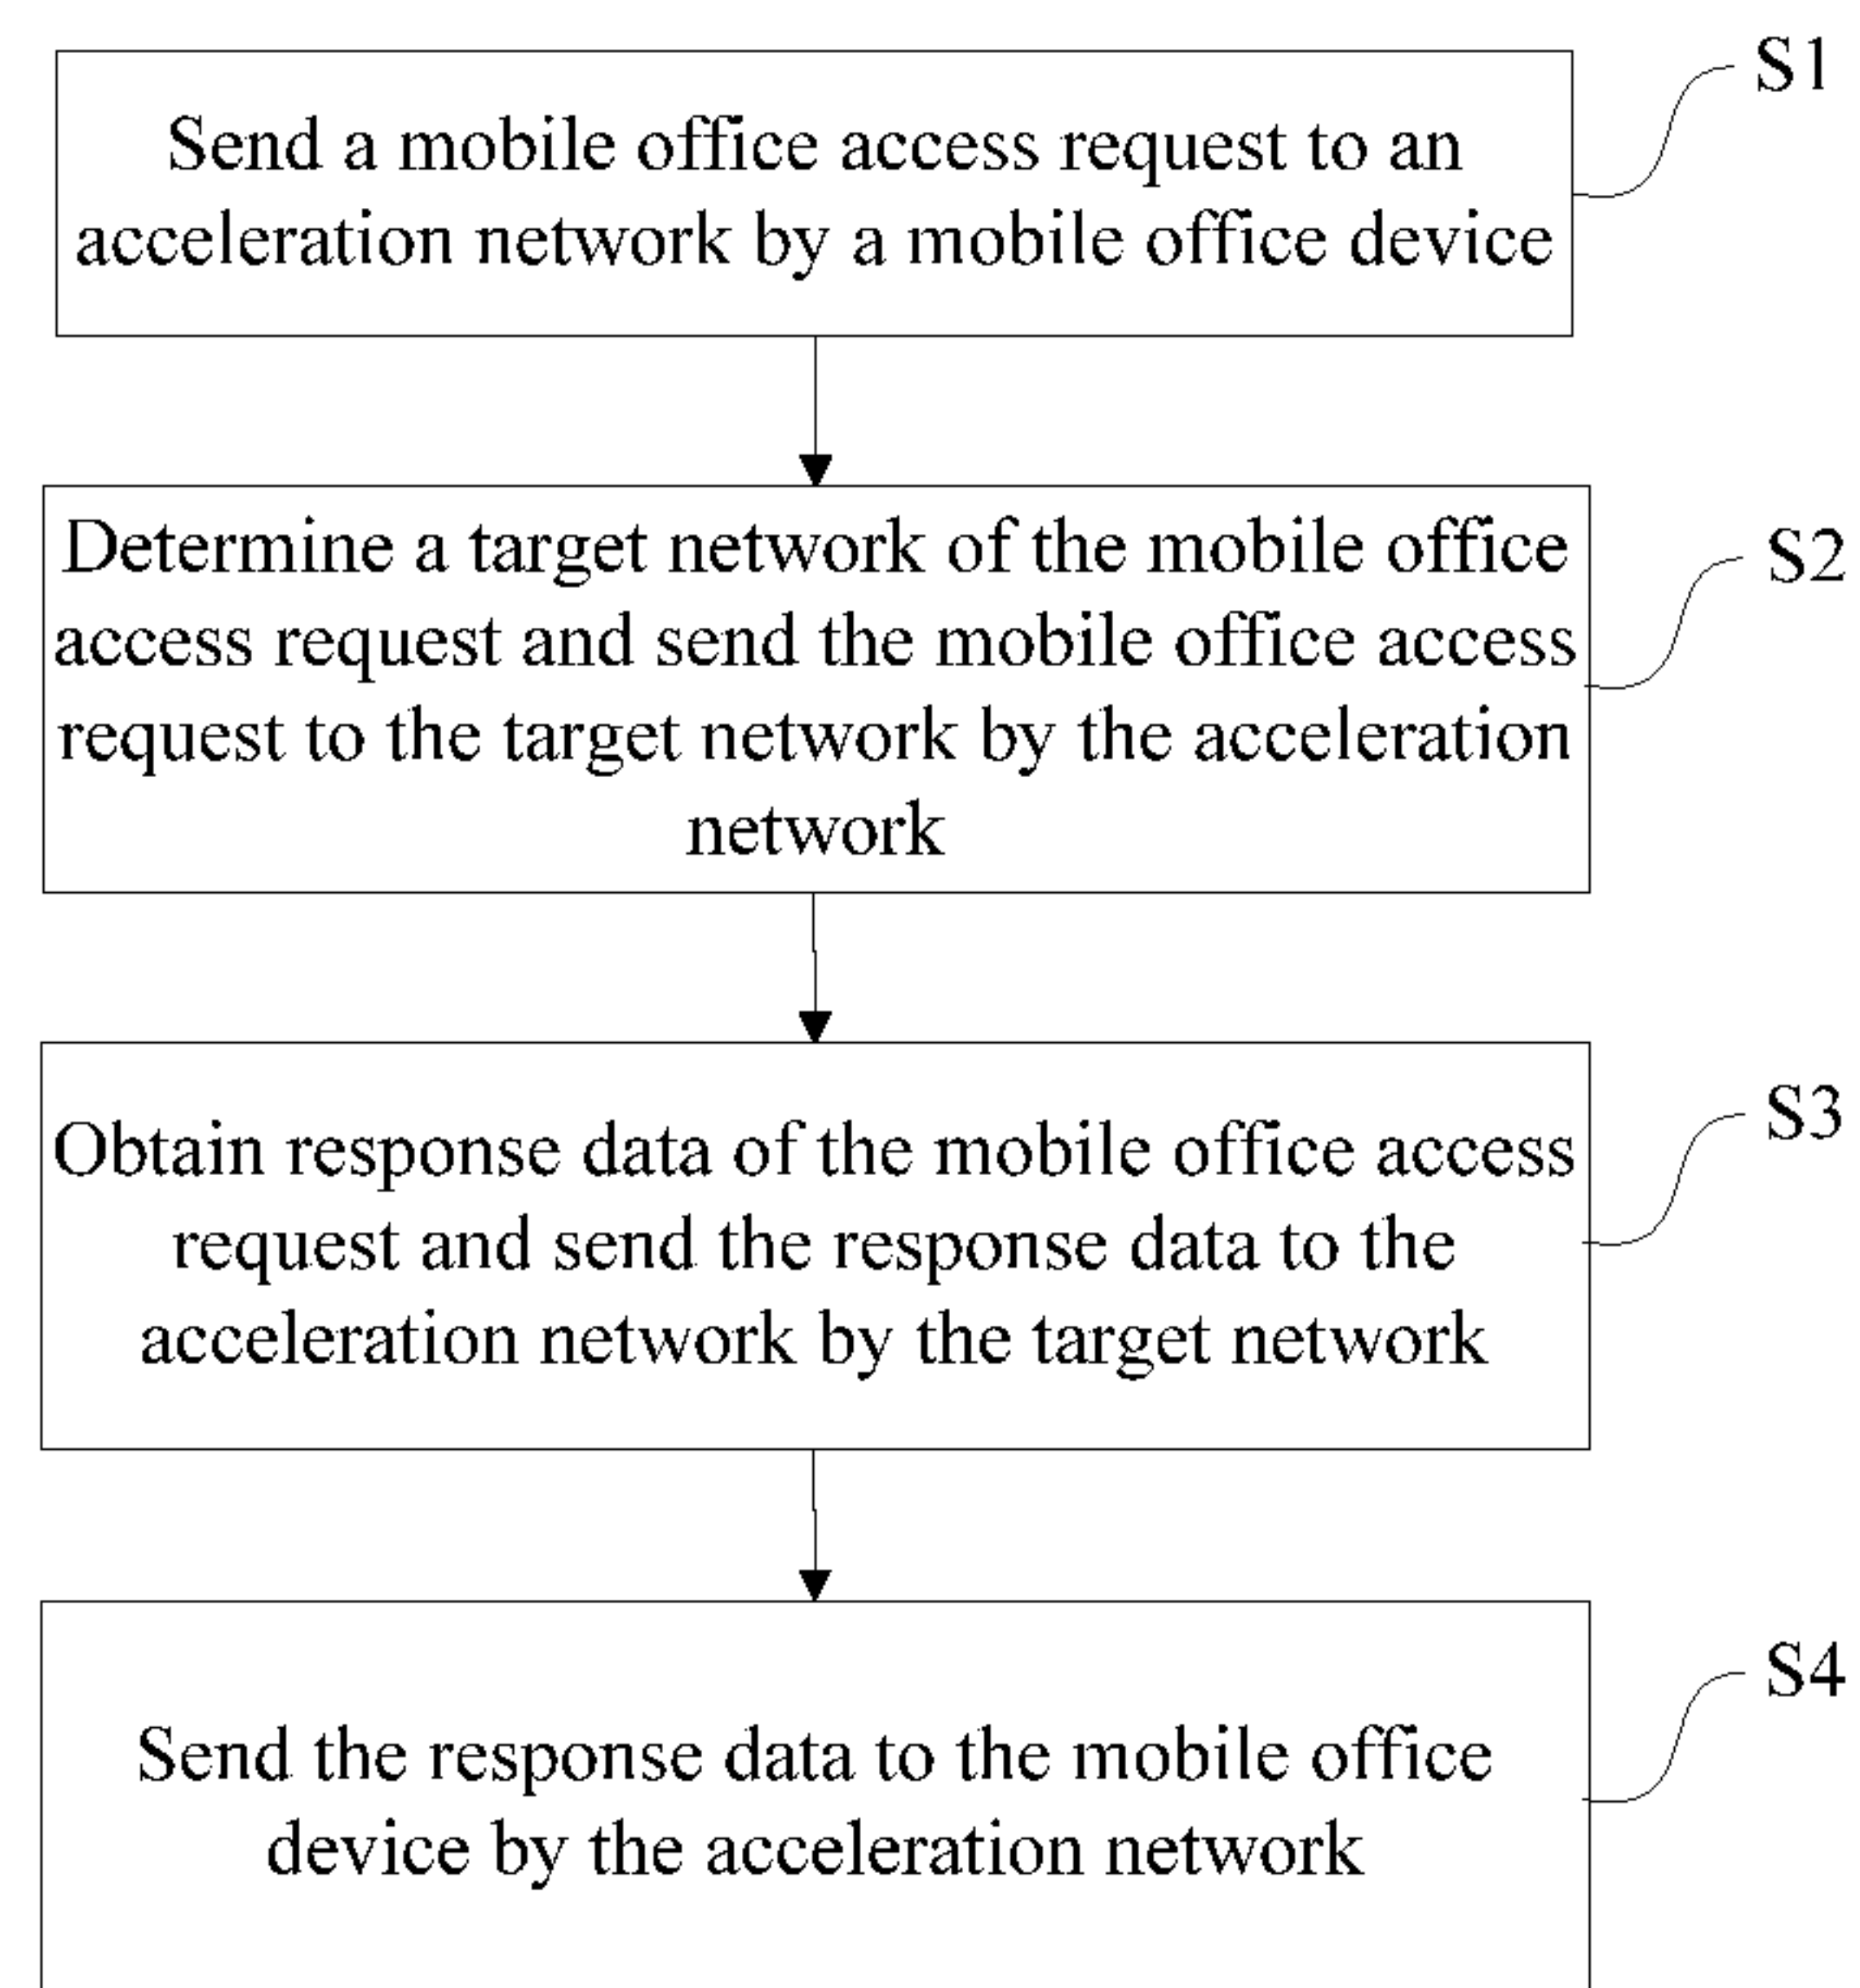 S1
Send a mobile office access request to an
acceleration network by a mobile office device
S2
Determine a target network of the mobile office
access request and send the mobile office access
request to the target network by the acceleration
network
S3
Obtain response data of the mobile office access
request and send the response data to the
acceleration network by the target network
S4
Send the response data to the mobile office
device by the acceleration network